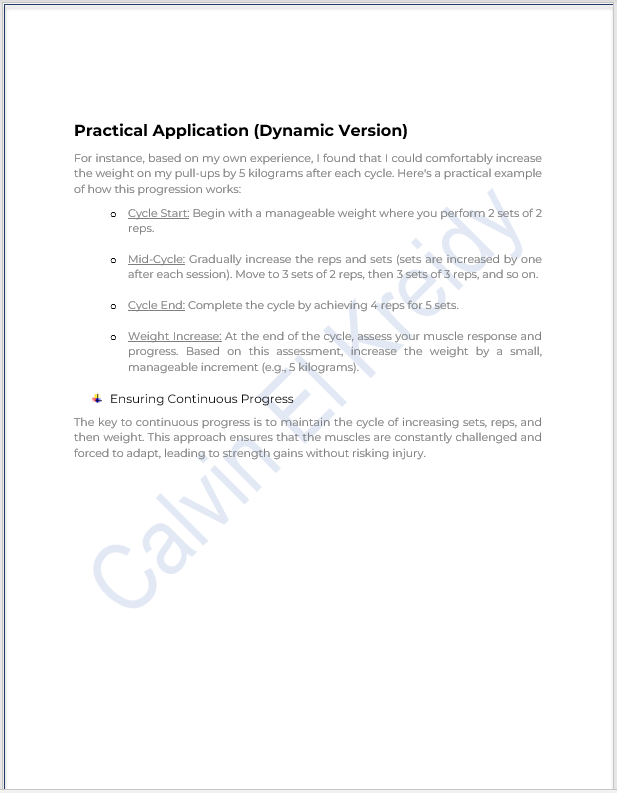 Practical Application (Dynamic Version)
For instance, based on my own experience, I found that I could comfortably increase
the weight on my pull-ups by 5 kilograms after each cycle. Here's a practical example
of how this progression works:
o Cycle Start: Begin with a manageable weight where you perform 2 sets of 2
reps.
o Mid-Cycle: Gradually increase the reps and sets (sets are increased by one
after each session). Move to 3 sets of 2 reps, then 3 sets of 3 reps, and so on.
o Cycle End: Complete the cycle by achieving 4 reps for 5 sets.
o Weight Increase: At the end of the cycle, assess your muscle response and
progress. Based on this assessment, increase the weight by a small,
manageable increment (e.g., 5 kilograms).
Ensuring Continuous Progress
The key to continuous progress is to maintain the cycle of increasing sets, reps, and
then weight. This approach ensures that the muscles are constantly challenged and
forced to adapt, leading to strength gains without risking injury.
Calvin El Kreidy